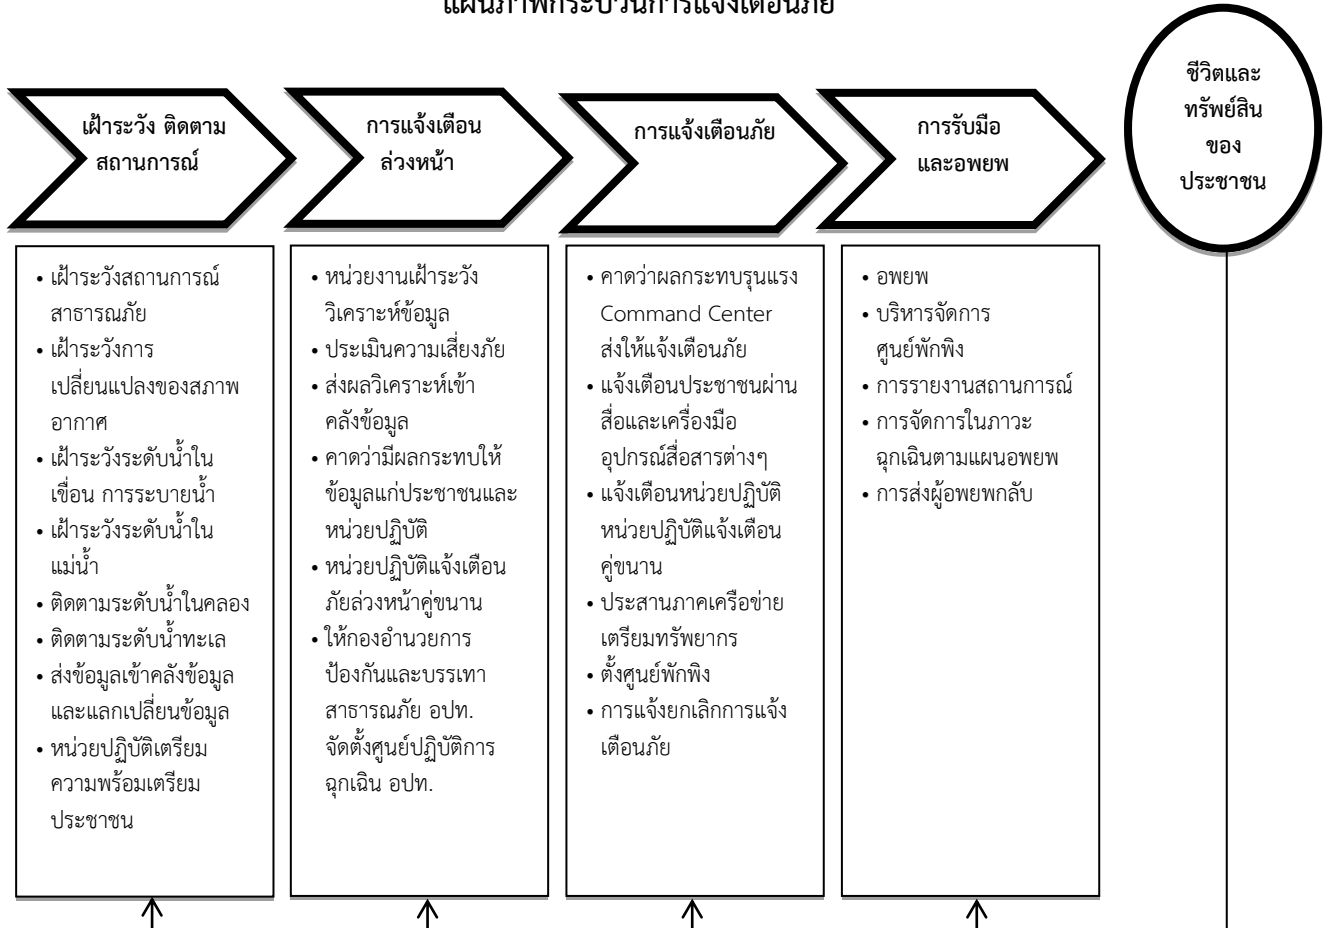 แผนภาพกระบวนการแจ้งเตือนภัย
เฝ้าระวัง ติดตาม
สถานการณ์
การแจ้งเตือน
ล่วงหน้า
การแจ้งเตือนภัย
การรับมือ
และอพยพ
ชีวิตและ
ทรัพย์สิน
ของ
ประชาชน
• เฝ้าระวังสถานการณ์
สาธารณภัย
• เฝ้าระวังการ
เปลี่ยนแปลงของสภาพ
อากาศ
• เฝ้าระวังระดับน้ำใน
เขื่อน การระบายน้ำ
• เฝ้าระวังระดับน้ำใน
แม่น้ำ
• ติดตามระดับน้ำในคลอง
• ติดตามระดับน้ำทะเล
• ส่งข้อมูลเข้าคลังข้อมูล
และแลกเปลี่ยนข้อมูล
• หน่วยปฏิบัติเตรียม
ความพร้อมเตรียม
ประชาชน
• หน่วยงานเฝ้าระวัง
วิเคราะห์ข้อมูล
• ประเมินความเสี่ยงภัย
• ส่งผลวิเคราะห์เข้า
คลังข้อมูล
• คาดว่ามีผลกระทบให้
ข้อมูลแก่ประชาชนและ
หน่วยปฏิบัติ
• หน่วยปฏิบัติแจ้งเตือน
ภัยล่วงหน้าคู่ขนาน
• ให้กองอำนวยการ
ป้องกันและบรรเทา
สาธารณภัย อปท.
จัดตั้งศูนย์ปฏิบัติการ
ฉุกเฉิน อปท.
• คาดว่าผลกระทบรุนแรง
Command Center
ส่งให้แจ้งเตือนภัย
• แจ้งเตือนประชาชนผ่าน
สื่อและเครื่องมือ
อุปกรณ์สื่อสารต่างๆ
• แจ้งเตือนหน่วยปฏิบัติ
หน่วยปฏิบัติแจ้งเตือน
คู่ขนาน
• ประสานภาคเครือข่าย
เตรียมทรัพยากร
• ตั้งศูนย์พักพิง
• การแจ้งยกเลิกการแจ้ง
เตือนภัย
• อพยพ
• บริหารจัดการ
ศูนย์พักพิง
• การรายงานสถานการณ์
• การจัดการในภาวะ
ฉุกเฉินตามแผนอพยพ
• การส่งผู้อพยพกลับ